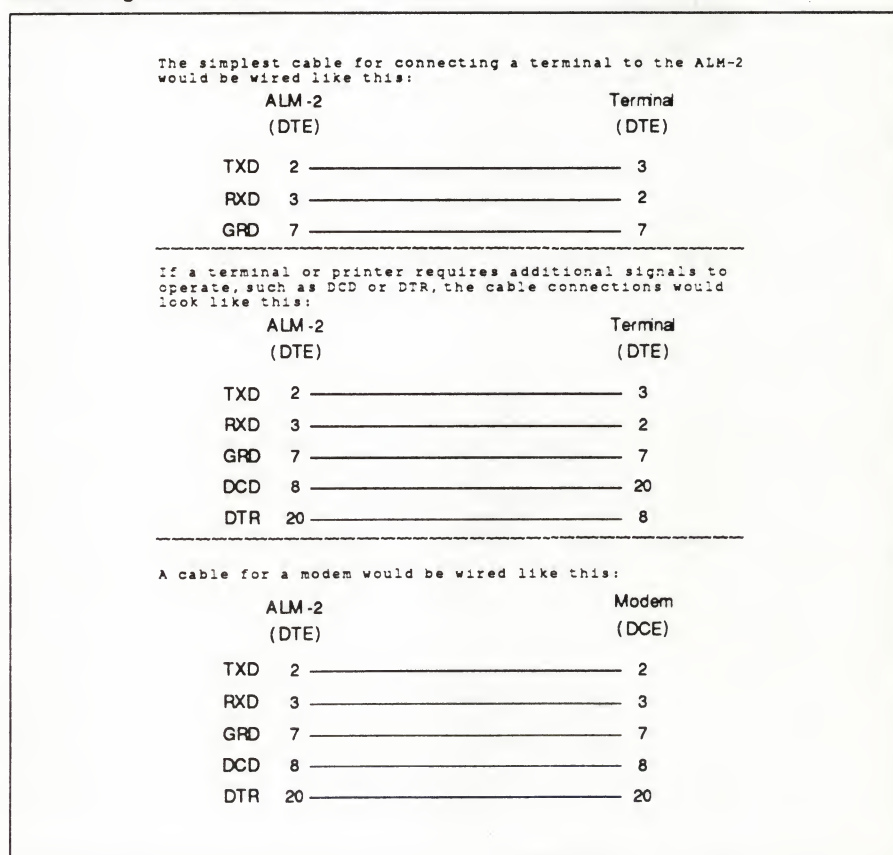 The simplest cable for connecting a terminal to the ALM-2
would be wired like this:
ALM-2 Terminal
(DTE) (DTE)
TXD 2 3
RXD 3 2
GRD 7 7
If a terminal or printer requires additional signals to
operate, such as DCD or DTR, the cable connections would
look like this:
ALM-2 Terminal
(DTE) (DTE)
TXD 2 3
RXD 3 2
GRD 7 7
DCD 8 20
DTR 20 8
A cable for a modem would be wired like this:
ALM-2 Modem
(DTE) (DCE)
TXD 2 2
RXD 3 3
GRD 7 7
DCD 8 8
DTR 20 20